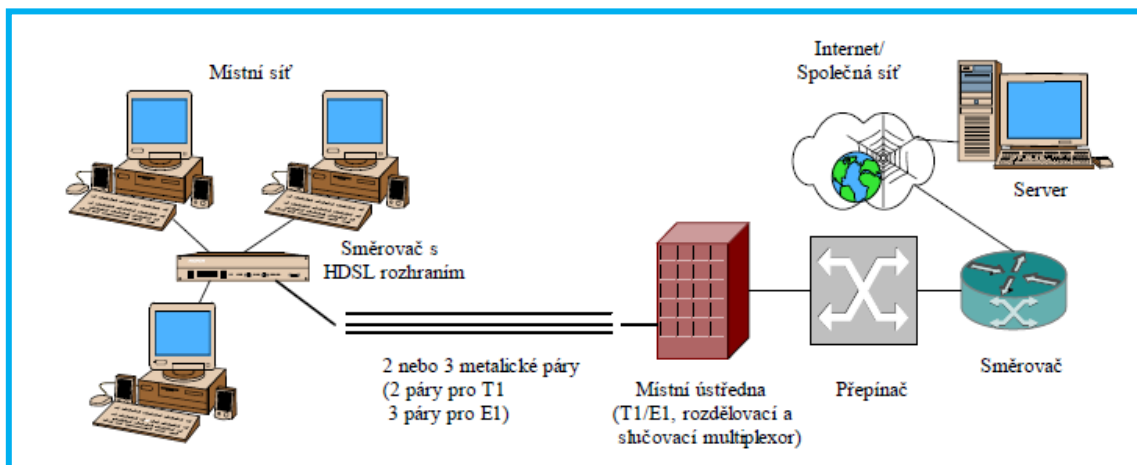 Místní síť
Internet/
Společná síť
Server
Směrovač s
HDSL rozhraním
2 nebo 3 metalické páry
(2 páry pro T1
3 páry pro E1)
Místní ústředna
(T1/E1, rozdělovací a
slučovací multiplexor)
Přepínač
Směrovač